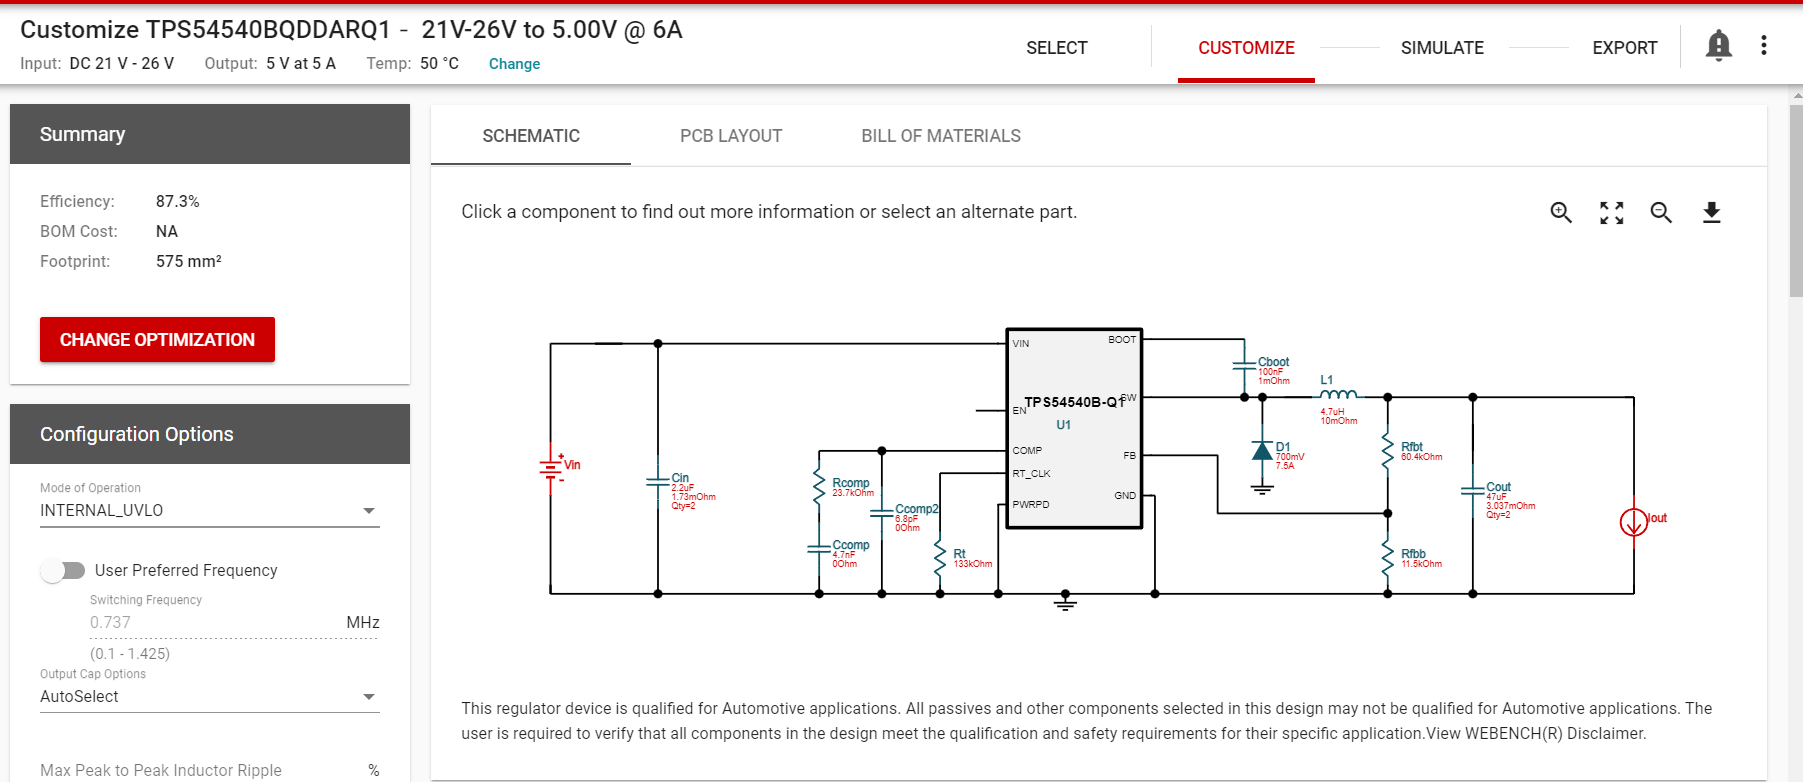 Customize TPS54540BQDDARQ1 - 21V-26V to 5.00V @ 6A
Input: DC 21 V - 26 V Output: 5 V at 5 A Temp: 50 °C Change
SELECT
CUSTOMIZE
SIMULATE
EXPORT
Summary
Efficiency: 87.3%
BOM Cost: NA
Footprint: 575 mm²
CHANGE OPTIMIZATION
Configuration Options
Mode of Operation
INTERNAL_UVLO
User Preferred Frequency
Switching Frequency
0.737 MHz
(0.1 - 1.425)
Output Cap Options
AutoSelect
Max Peak to Peak Inductor Ripple %
SCHEMATIC
PCB LAYOUT
BILL OF MATERIALS
Click a component to find out more information or select an alternate part.
Vin
Cin
2.2uF
1.73mOhm
Qty=2
Rcomp
23.7kOhm
Ccomp
4.7nF
0Ohm
Ccomp2
6.8pF
0Ohm
Rt
133kOhm
VIN
BOOT
TPS54540B-Q1
SW
EN
U1
COMP
FB
RT_CLK
GND
PWRPD
Cboot
100nF
1mOhm
L1
4.7uH
10mOhm
D1
700mV
7.5A
Rfbt
60.4kOhm
Rfbb
11.5kOhm
Cout
47uF
3.037mOhm
Qty=2
Iout
This regulator device is qualified for Automotive applications. All passives and other components selected in this design may not be qualified for Automotive applications. The
user is required to verify that all components in the design meet the qualification and safety requirements for their specific application.View WEBENCH(R) Disclaimer.